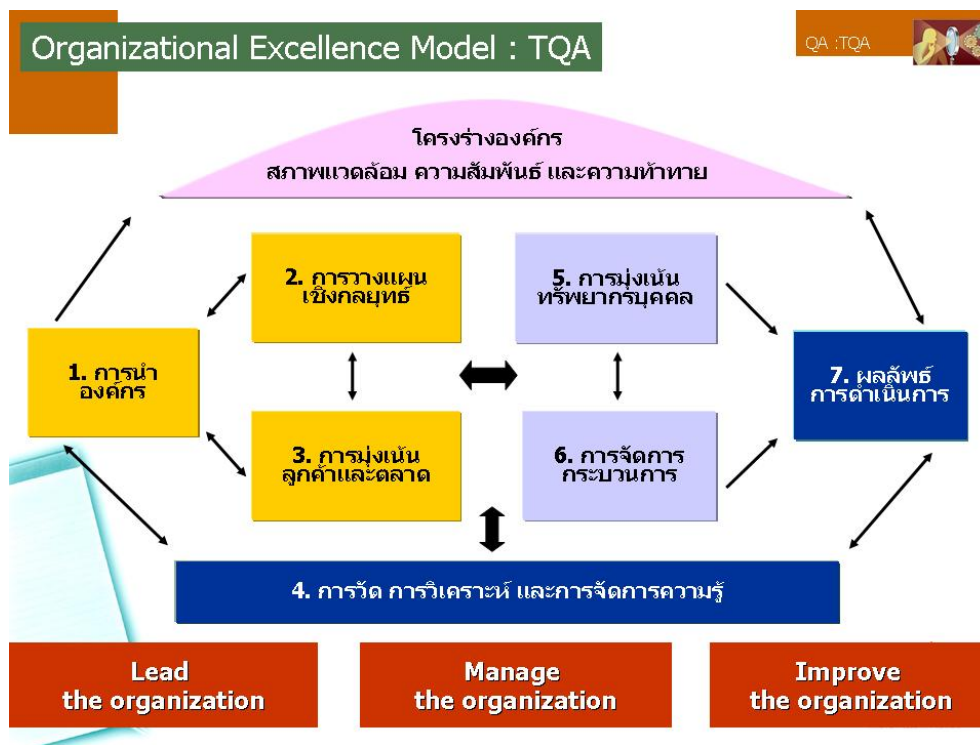 Organizational Excellence Model : TQA
QA :TQA
โครงร่างองค์กร
สภาพแวดล้อม ความสัมพันธ์ และความท้าทาย
2. การวางแผน
เชิงกลยุทธ์
5. การมุ่งเน้น
ทรัพยากรบุคคล
1. การนำ
องค์กร
7. ผลลัพธ์
การดำเนินการ
3. การมุ่งเน้น
ลูกค้าและตลาด
6. การจัดการ
กระบวนการ
4. การวัด การวิเคราะห์ และการจัดการความรู้
Lead
the organization
Manage
the organization
Improve
the organization